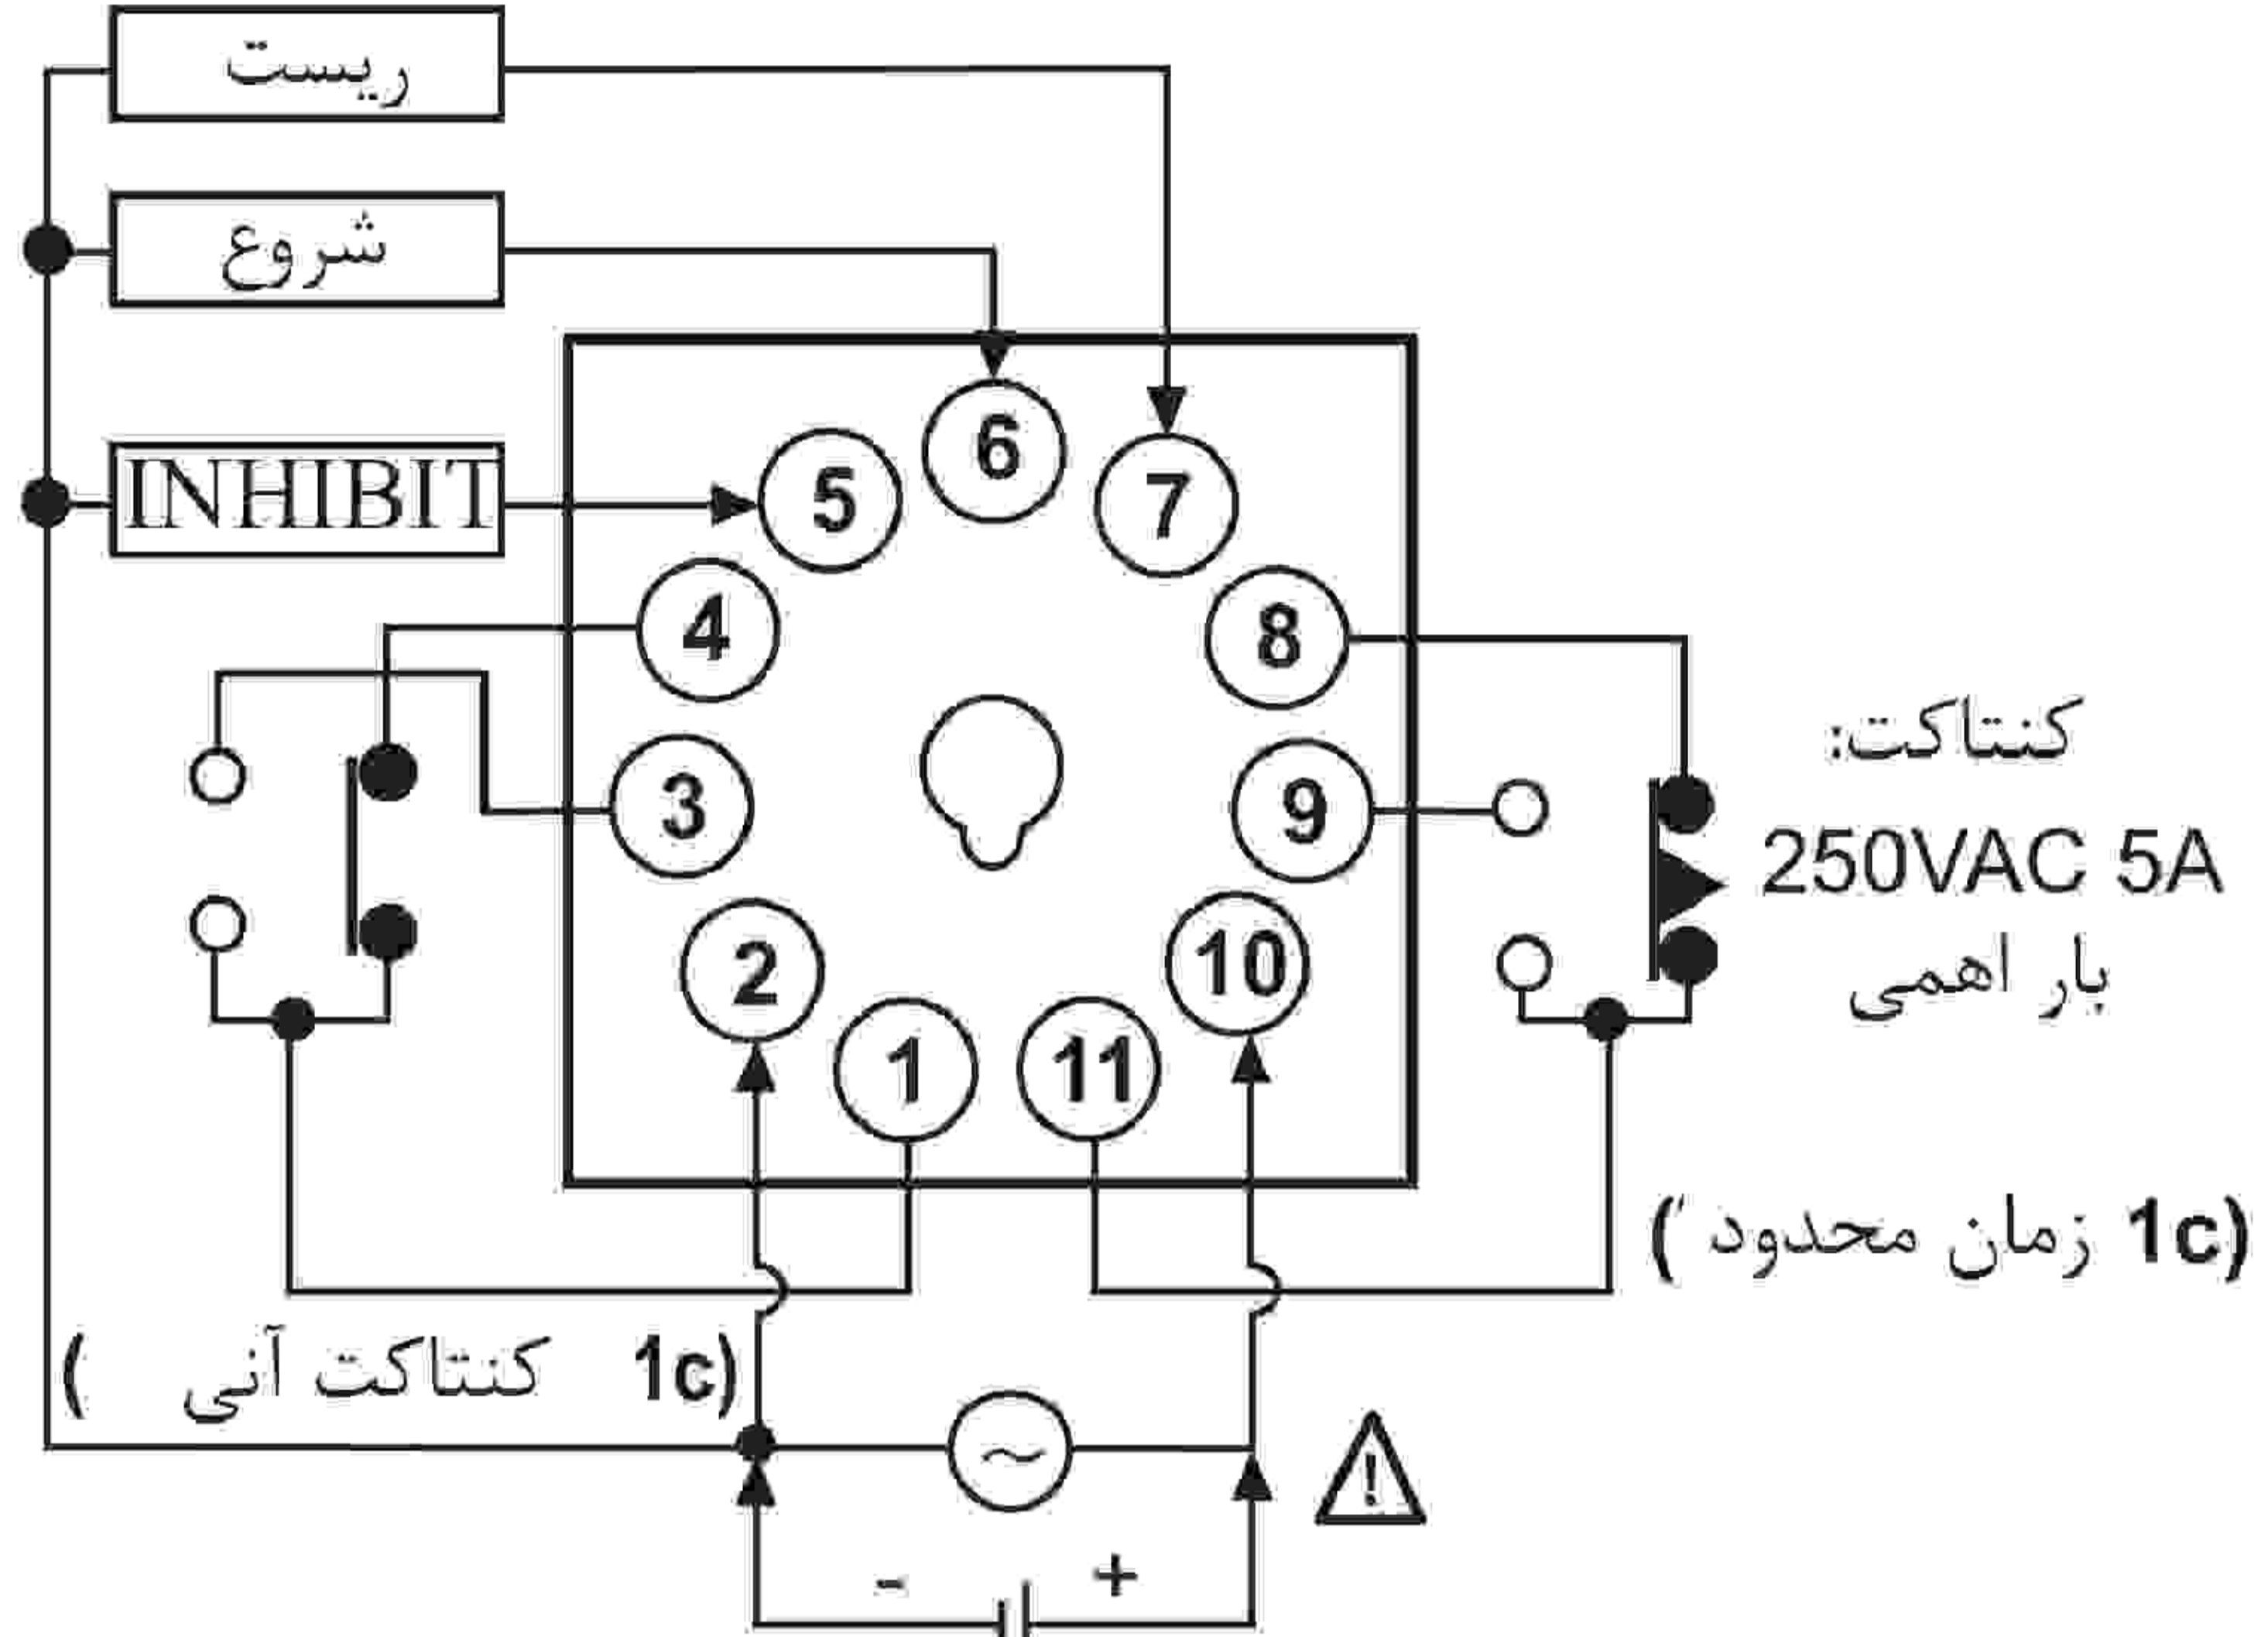 ریست
شروع
INHIBIT
6
5
7
4
8
3
9
2
10
1
11
کنتاکت:
250VAC 5A
بار اهمی
(1c زمان محدود)
(1c کنتاکت آنی)
~
!
- +